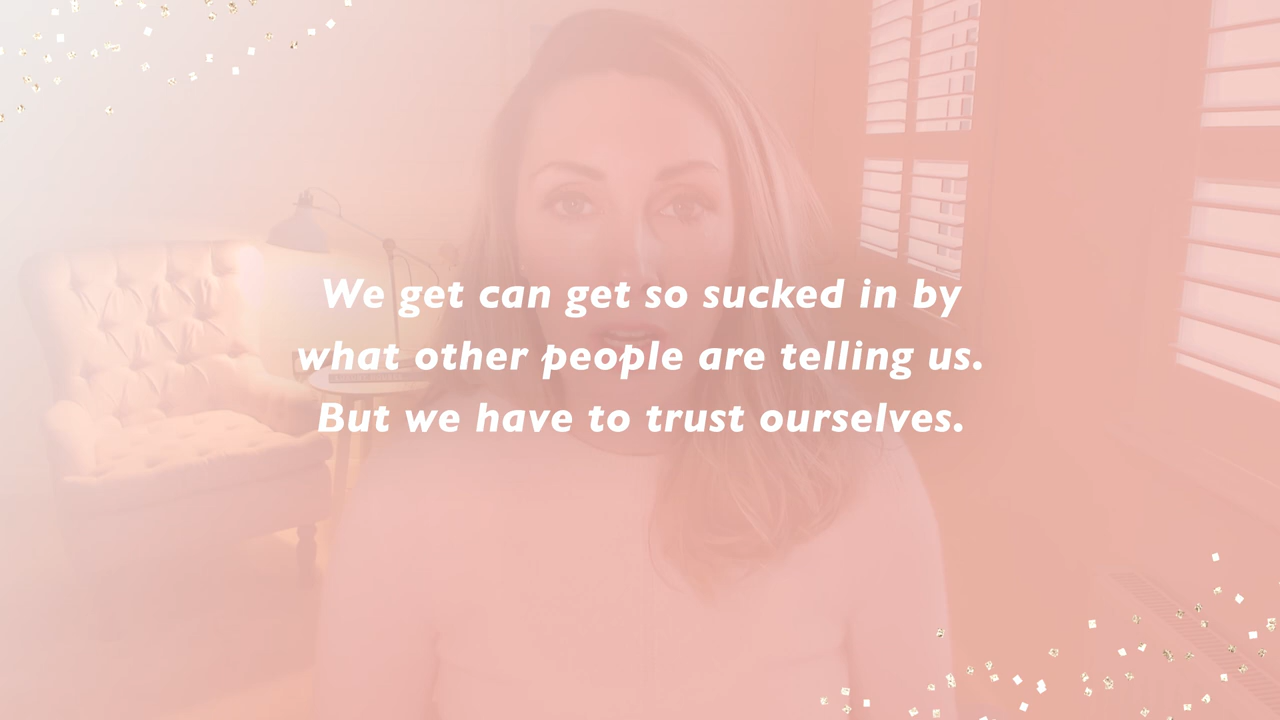 We get can get so sucked in by
what other people are telling us.
But we have to trust ourselves.